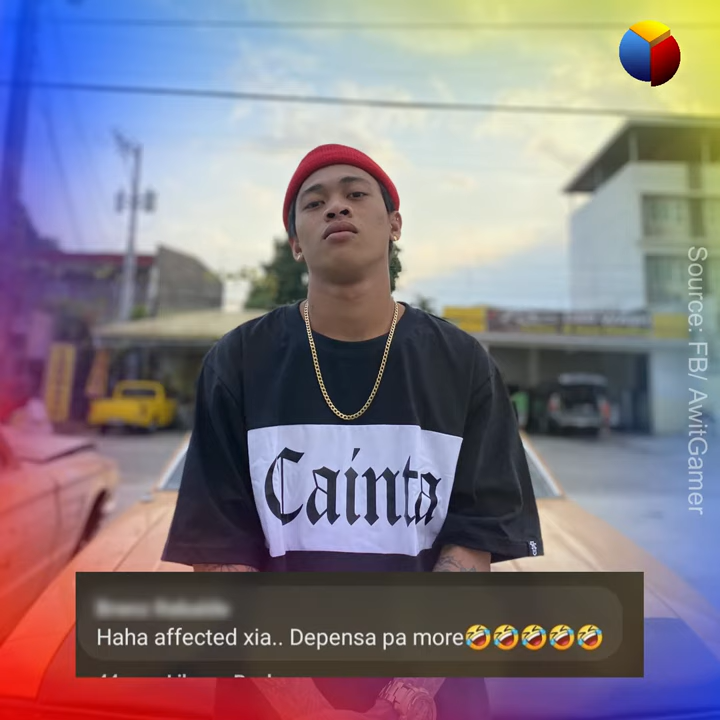 Source: FB/ AwitGamer
Cainta
Haha affected xia.. Depensa pa more🤣🤣🤣🤣🤣